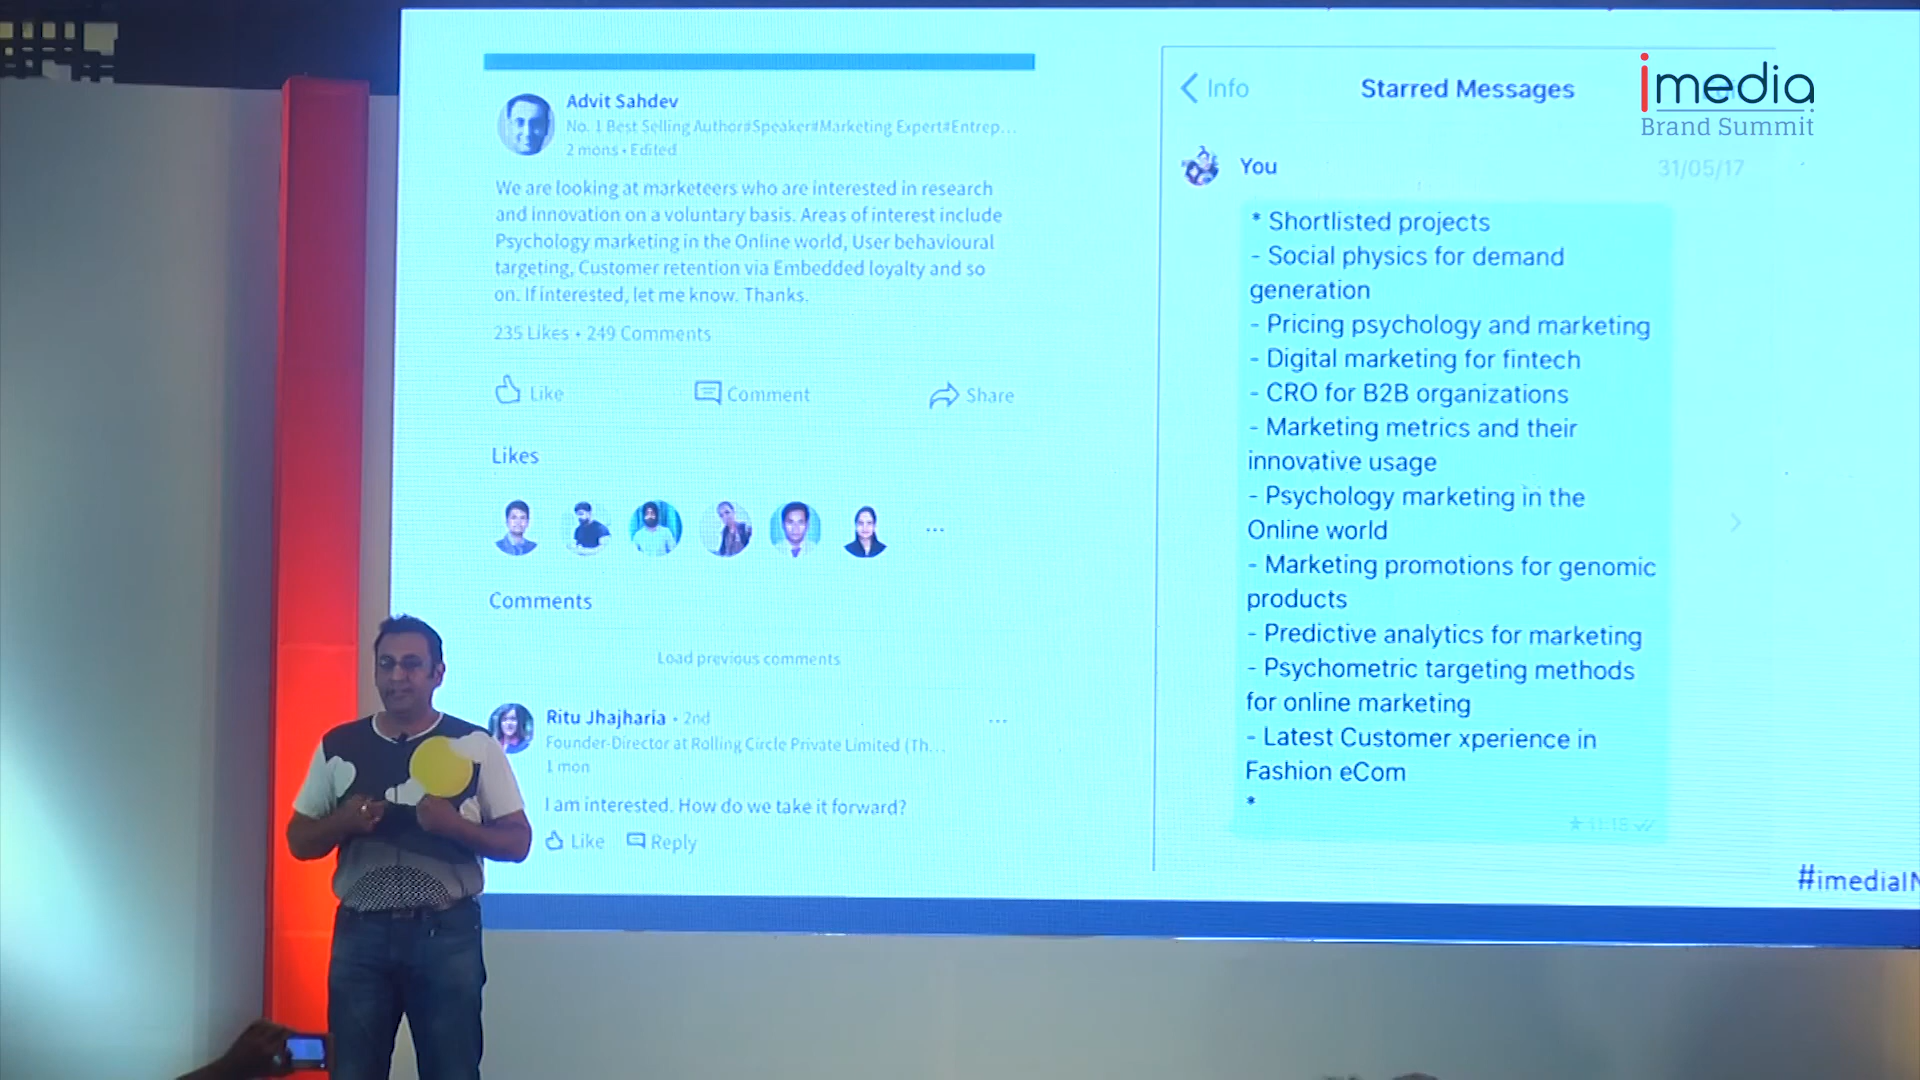 Advit Sahdev
No. 1 Best Selling Author#Speaker#Marketing Expert#Entrep...
2 mons • Edited
We are looking at marketeers who are interested in research
and innovation on a voluntary basis. Areas of interest include
Psychology marketing in the Online world, User behavioural
targeting, Customer retention via Embedded loyalty and so
on. If interested, let me know. Thanks.
235 Likes • 249 Comments
Like
Comment
Share
Likes
...
Comments
Load previous comments
Ritu Jhajharia • 2nd
...
Founder-Director at Rolling Circle Private Limited (Th...
1 mon
I am interested. How do we take it forward?
Like
Reply
Info
Starred Messages
imedia
Brand Summit
You
31/05/17
* Shortlisted projects
- Social physics for demand
generation
- Pricing psychology and marketing
- Digital marketing for fintech
- CRO for B2B organizations
- Marketing metrics and their
innovative usage
- Psychology marketing in the
Online world
- Marketing promotions for genomic
products
- Predictive analytics for marketing
- Psychometric targeting methods
for online marketing
- Latest Customer xperience in
Fashion eCom
*
#imediaIN